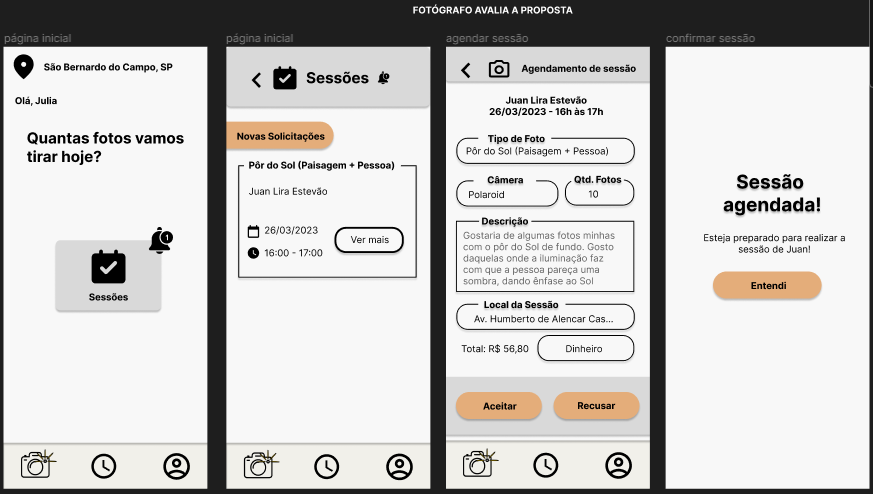 FOTÓGRAFO AVALIA A PROPOSTA
página inicial
São Bernardo do Campo, SP
Olá, Julia
Quantas fotos vamos
tirar hoje?
1
Sessões
página inicial
Sessões
Novas Solicitações
Pôr do Sol (Paisagem + Pessoa)
Juan Lira Estevão
26/03/2023
16:00 - 17:00
Ver mais
agendar sessão
Agendamento de sessão
Juan Lira Estevão
26/03/2023 - 16h às 17h
Tipo de Foto
Pôr do Sol (Paisagem + Pessoa)
Câmera
Polaroid
Qtd. Fotos
10
Descrição
Gostaria de algumas fotos minhas
com o pôr do Sol de fundo. Gosto
daquelas onde a iluminação faz
com que a pessoa pareça uma
sombra, dando ênfase ao Sol
Local da Sessão
Av. Humberto de Alencar Cas...
Total: R$ 56,80
Dinheiro
Aceitar
Recusar
confirmar sessão
Sessão
agendada!
Esteja preparado para realizar a
sessão de Juan!
Entendi